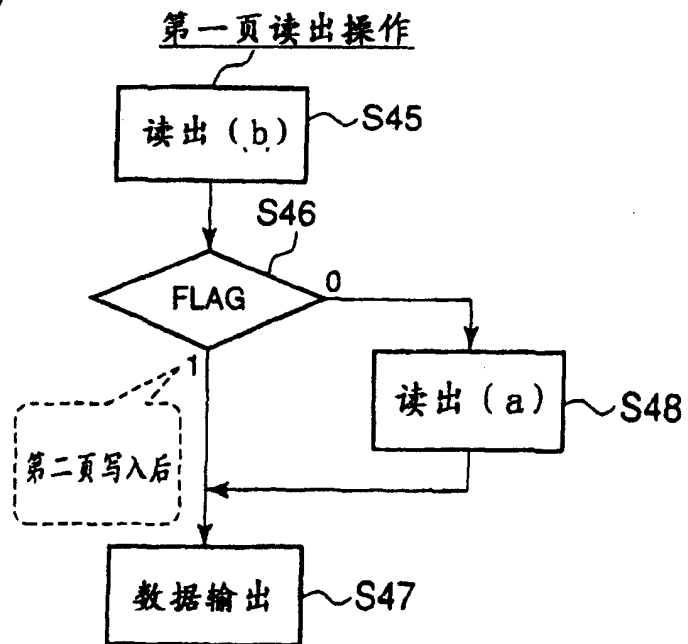 第一页读出操作
读出（b） S45
S46
FLAG 0
1
读出（a） S48
第二页写入后
数据输出 S47